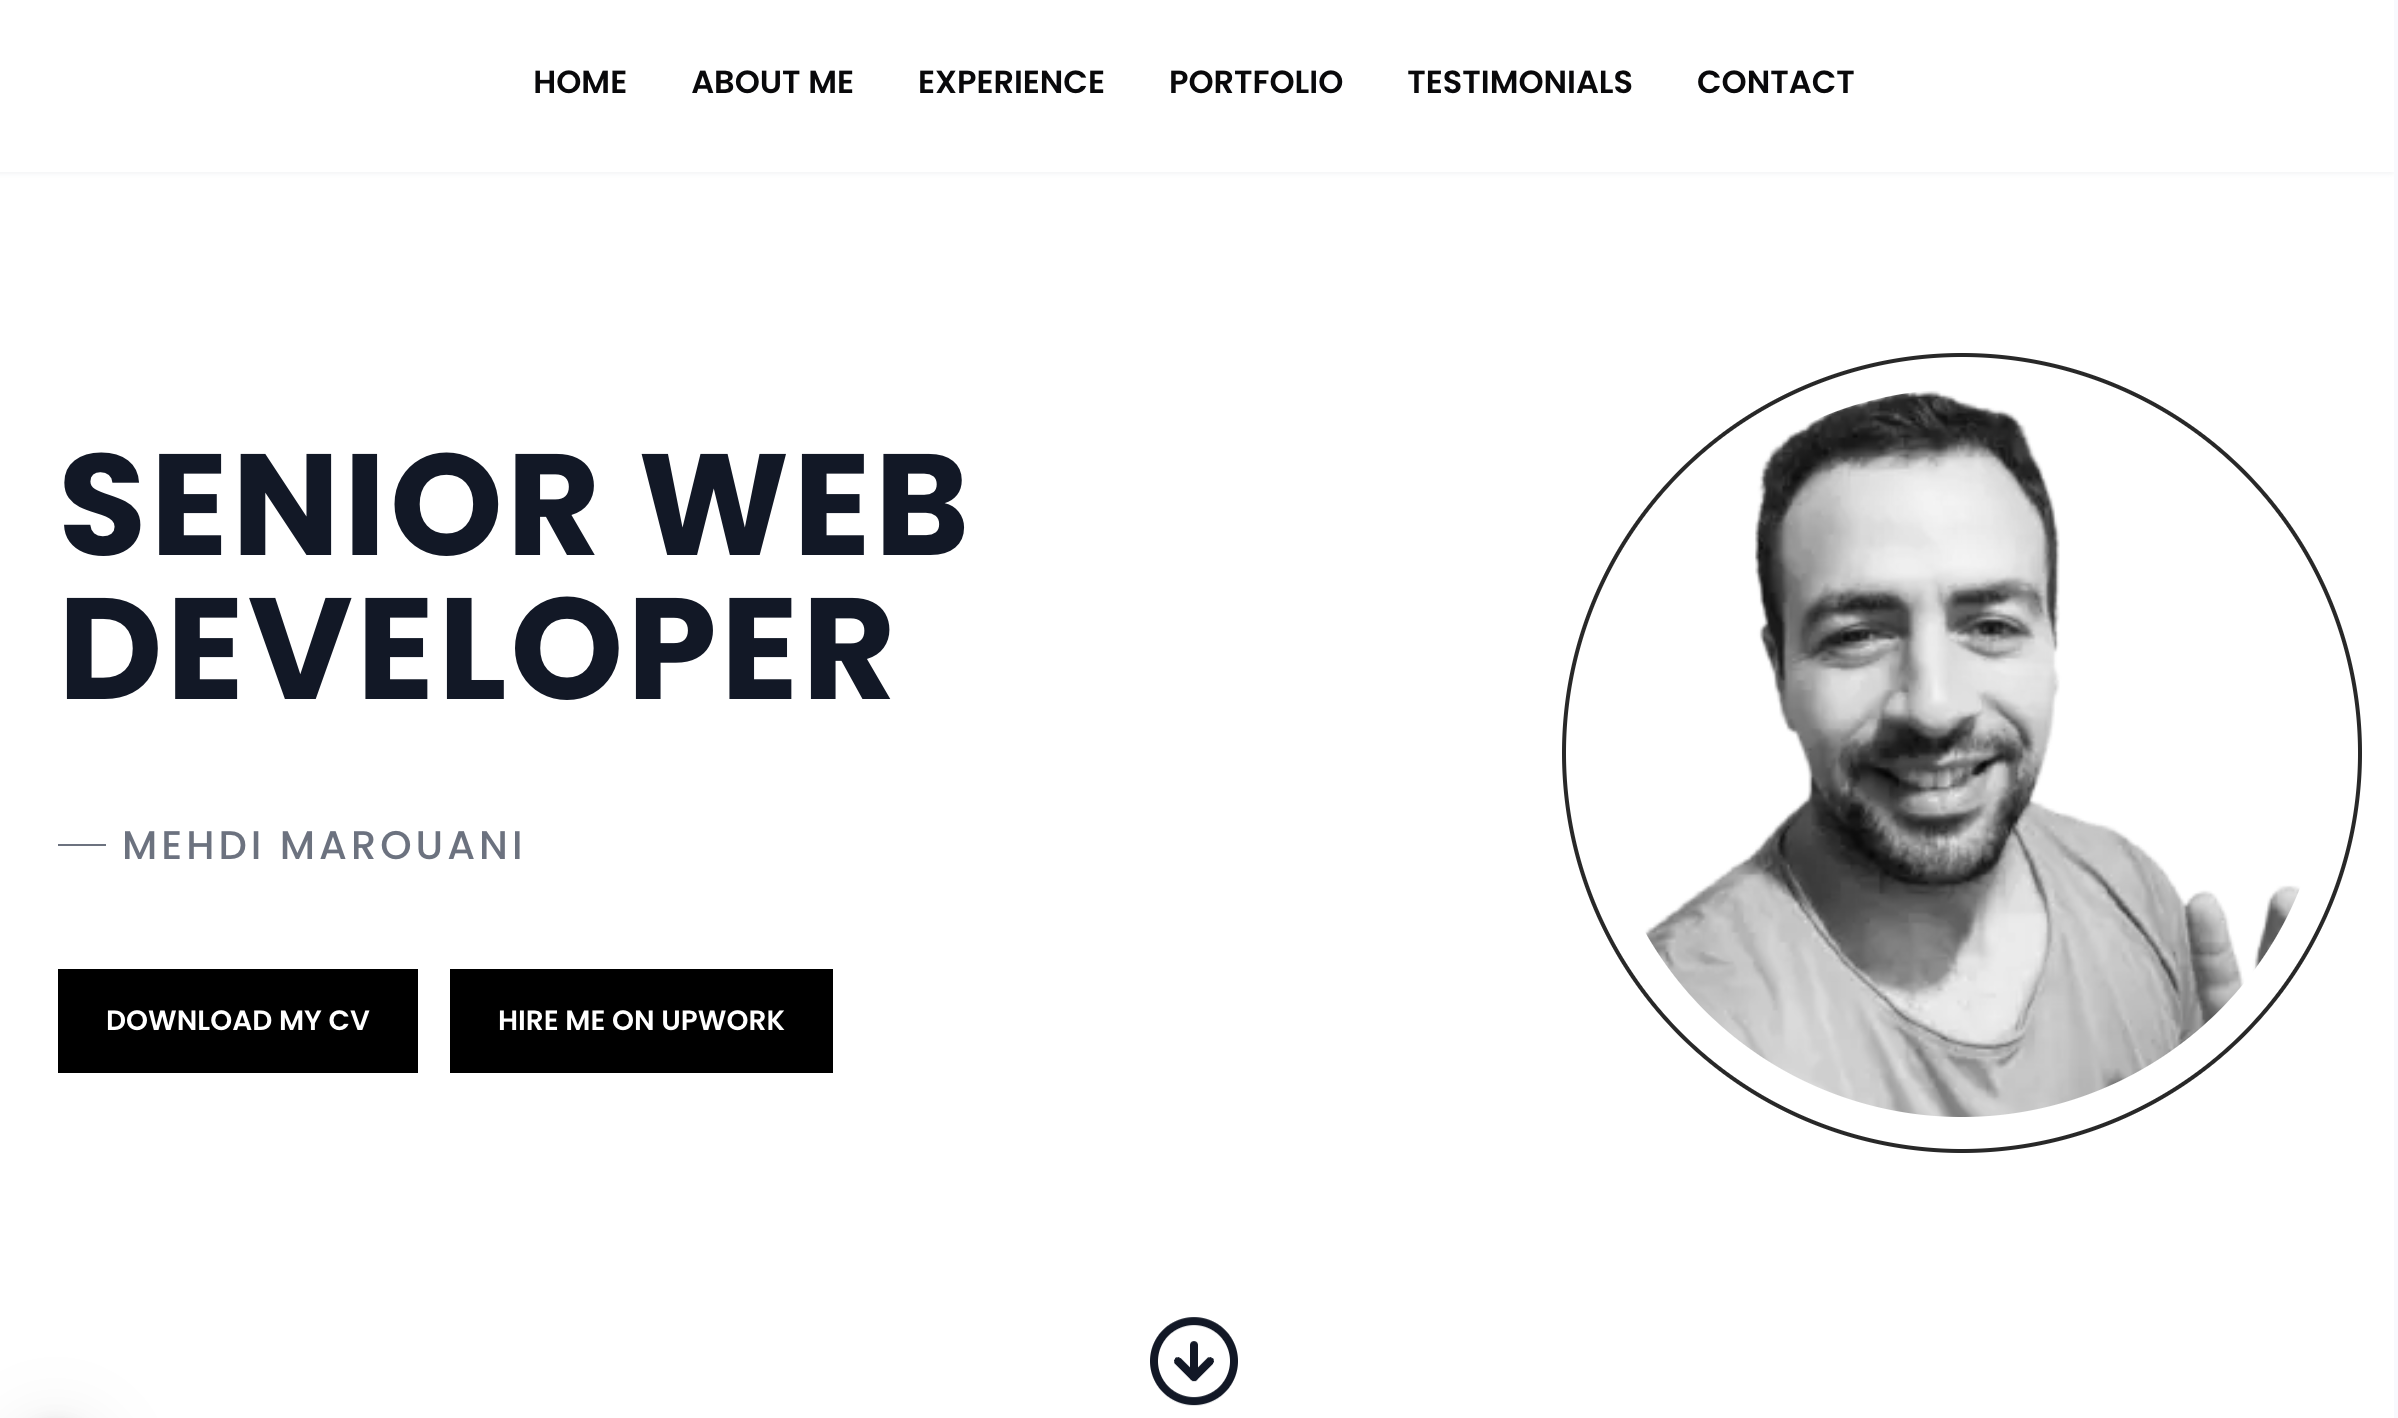 HOME ABOUT ME EXPERIENCE PORTFOLIO TESTIMONIALS CONTACT
SENIOR WEB
DEVELOPER
MEHDI MAROUANI
DOWNLOAD MY CV HIRE ME ON UPWORK